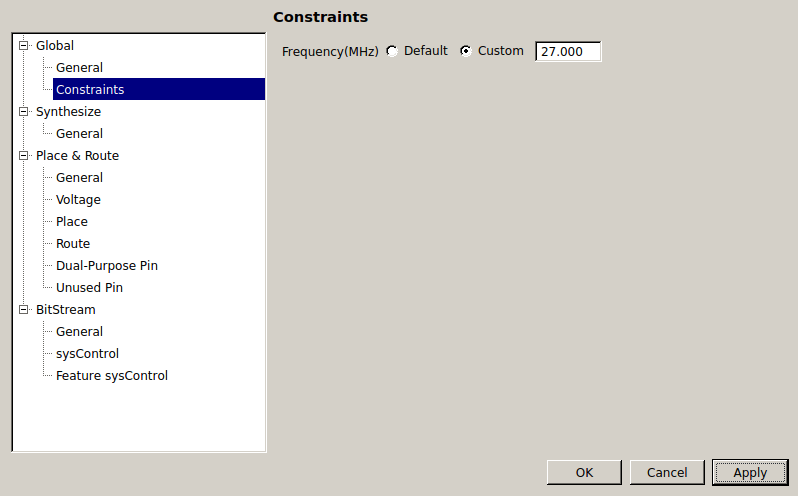 Constraints
Frequency(MHz) Default Custom 27.000
Global
General
Constraints
Synthesize
General
Place & Route
General
Voltage
Place
Route
Dual-Purpose Pin
Unused Pin
BitStream
General
sysControl
Feature sysControl
OK Cancel Apply